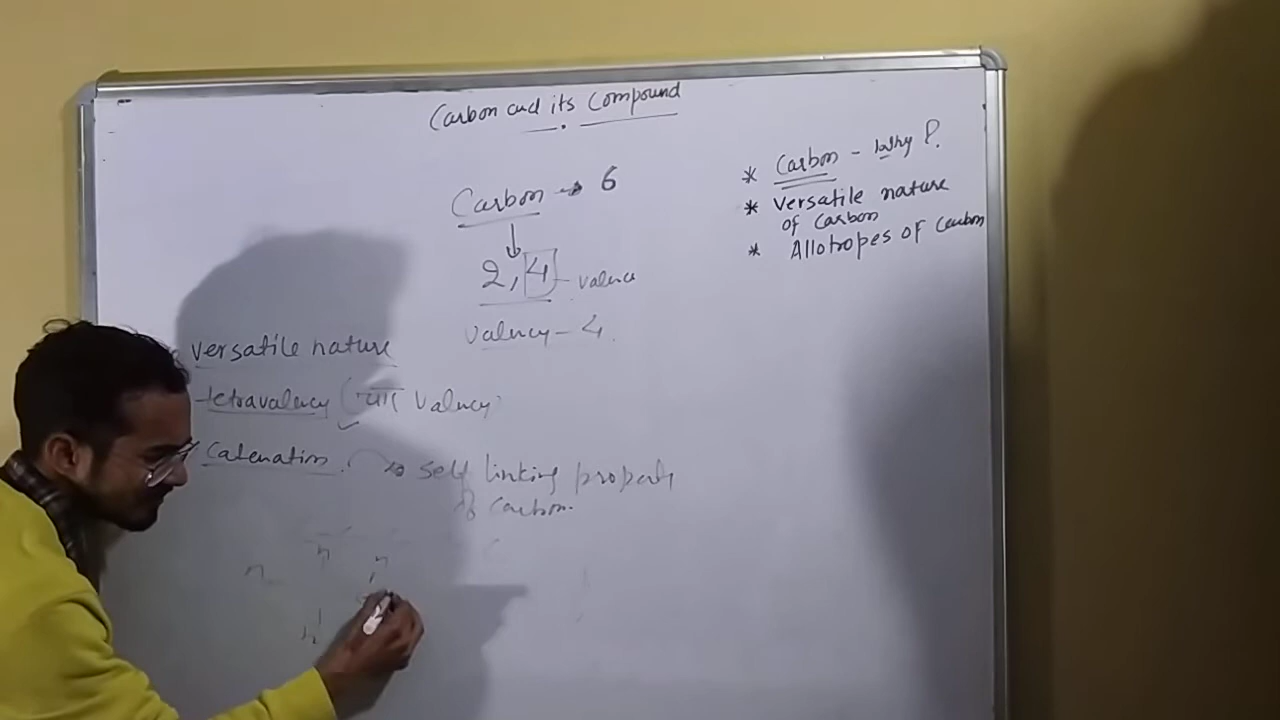 Carbon and its Compound
Carbon → 6
2, 4 - valence
valency - 4
* Carbon - Why ?
* Versatile nature
of Carbon
* Allotropes of Carbon
versatile nature
tetravalency ( चार valency )
Catenation. → self linking property
of Carbon.